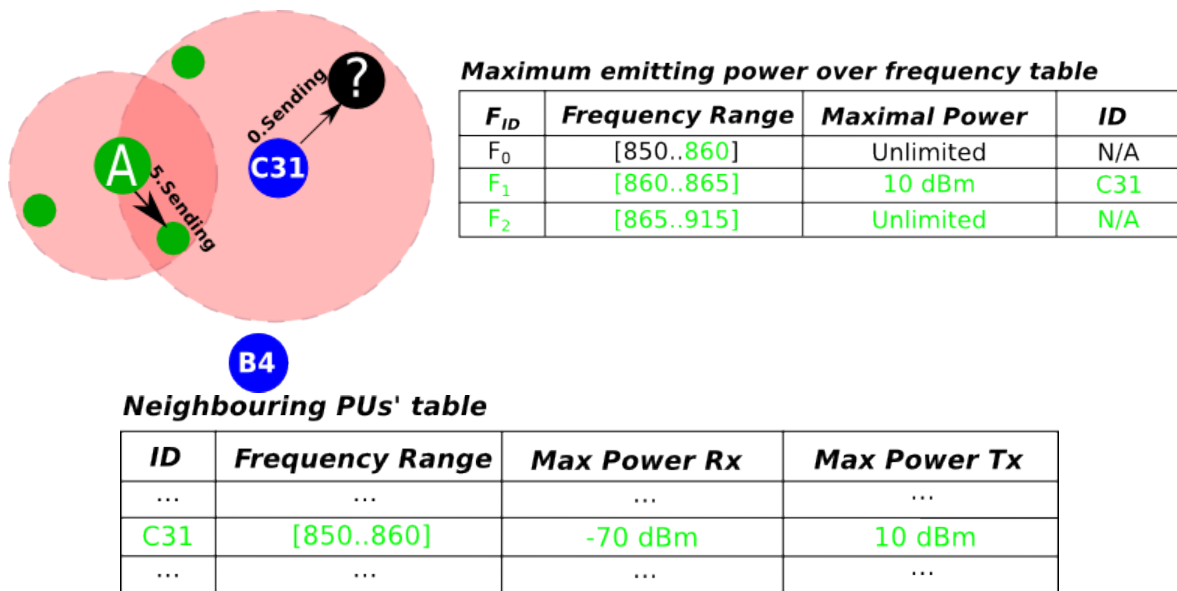 ?
0.Sending
A
C31
5.Sending
B4
Maximum emitting power over frequency table
F_ID Frequency Range Maximal Power ID
F₀ [850..860] Unlimited N/A
F₁ [860..865] 10 dBm C31
F₂ [865..915] Unlimited N/A
Neighbouring PUs' table
ID Frequency Range Max Power Rx Max Power Tx
... ... ... ...
C31 [850..860] -70 dBm 10 dBm
... ... ... ...